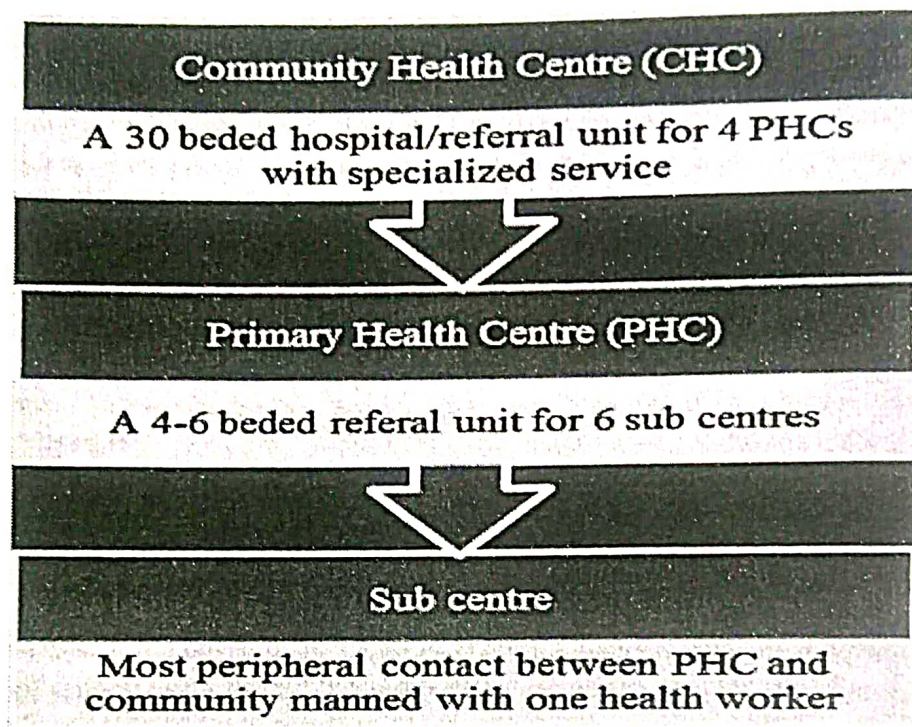 Community Health Centre (CHC)
A 30 beded hospital/referral unit for 4 PHCs
with specialized service
Primary Health Centre (PHC)
A 4-6 beded referal unit for 6 sub centres
Sub centre
Most peripheral contact between PHC and
community manned with one health worker